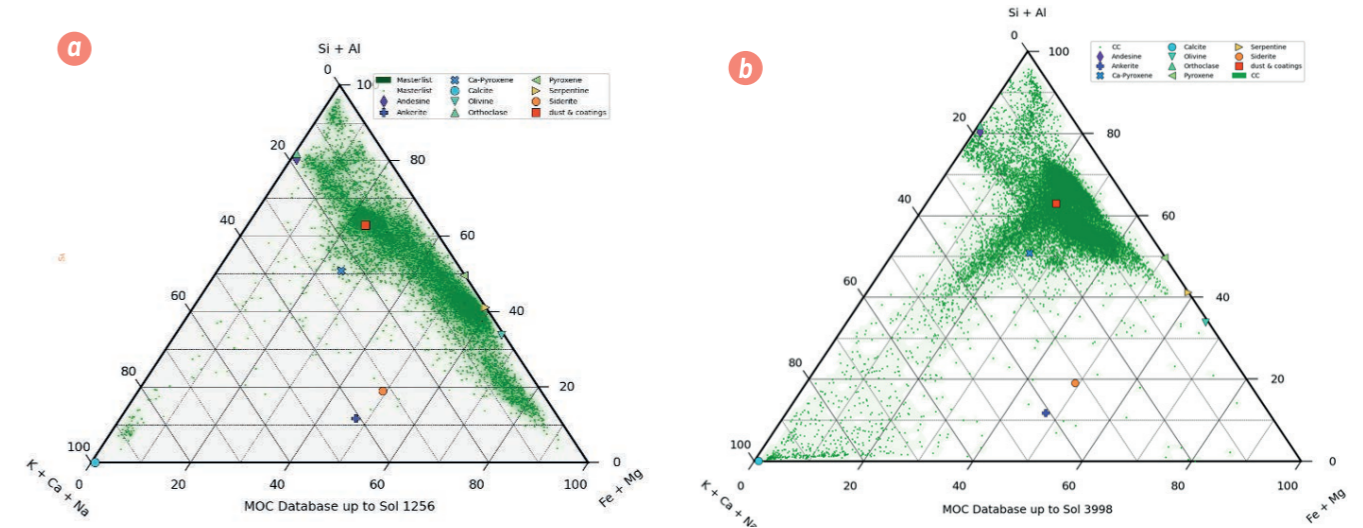 a
Si + Al
0
100
Masterlist
Masterlist
Andesine
Ankerite
Ca-Pyroxene
Calcite
Olivine
Orthoclase
Pyroxene
Serpentine
Siderite
dust & coatings
20
80
40
60
60
40
80
20
100
0
0
20
40
60
80
100
K + Ca + Na
Fe + Mg
MOC Database up to Sol 1256
b
Si + Al
0
100
CC
Andesine
Ankerite
Ca-Pyroxene
Calcite
Olivine
Orthoclase
Pyroxene
Serpentine
Siderite
dust & coatings
CC
20
80
40
60
60
40
80
20
100
0
0
20
40
60
80
100
K + Ca + Na
Fe + Mg
MOC Database up to Sol 3998